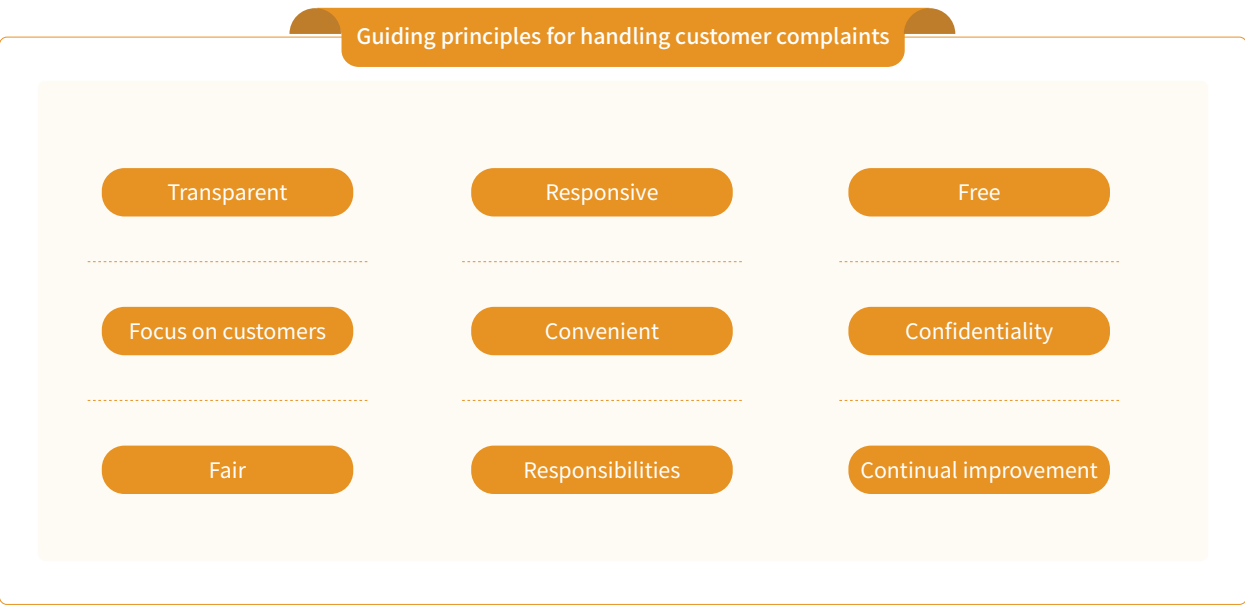 Guiding principles for handling customer complaints
Transparent
Responsive
Free
Focus on customers
Convenient
Confidentiality
Fair
Responsibilities
Continual improvement